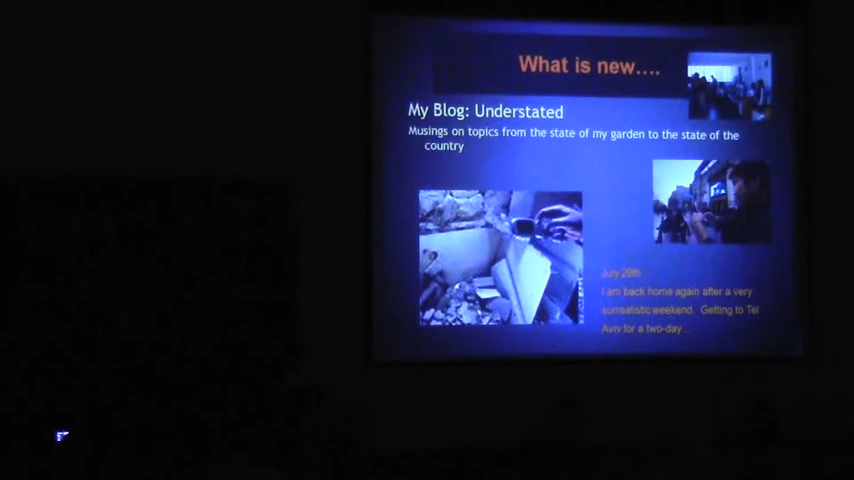 What is new....
My Blog: Understated
Musings on topics from the state of my garden to the state of the
country
July 29th
I am back home again after a very
surrealistic weekend. Getting to Tel
Aviv for a two-day...